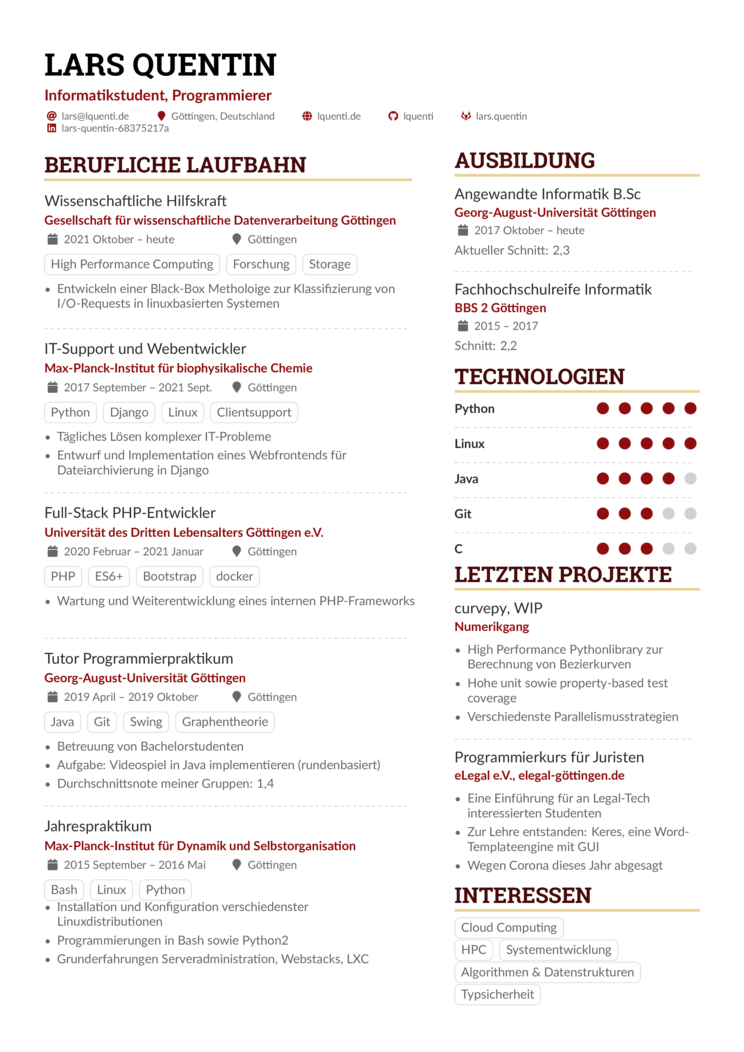 LARS QUENTIN
Informatikstudent, Programmierer
lars@lquenti.de Göttingen, Deutschland lquenti.de lquenti lars.quentin
lars-quentin-68375217a
BERUFLICHE LAUFBAHN
Wissenschaftliche Hilfskraft
Gesellschaft für wissenschaftliche Datenverarbeitung Göttingen
2021 Oktober – heute Göttingen
High Performance Computing Forschung Storage
• Entwickeln einer Black-Box Metholoige zur Klassifizierung von
I/O-Requests in linuxbasierten Systemen
IT-Support und Webentwickler
Max-Planck-Institut für biophysikalische Chemie
2017 September – 2021 Sept. Göttingen
Python Django Linux Clientsupport
• Tägliches Lösen komplexer IT-Probleme
• Entwurf und Implementation eines Webfrontends für
Dateiarchivierung in Django
Full-Stack PHP-Entwickler
Universität des Dritten Lebensalters Göttingen e.V.
2020 Februar – 2021 Januar Göttingen
PHP ES6+ Bootstrap docker
• Wartung und Weiterentwicklung eines internen PHP-Frameworks
Tutor Programmierpraktikum
Georg-August-Universität Göttingen
2019 April – 2019 Oktober Göttingen
Java Git Swing Graphentheorie
• Betreuung von Bachelorstudenten
• Aufgabe: Videospiel in Java implementieren (rundenbasiert)
• Durchschnittsnote meiner Gruppen: 1,4
Jahrespraktikum
Max-Planck-Institut für Dynamik und Selbstorganisation
2015 September – 2016 Mai Göttingen
Bash Linux Python
• Installation und Konfiguration verschiedenster
Linuxdistributionen
• Programmierungen in Bash sowie Python2
• Grunderfahrungen Serveradministration, Webstacks, LXC
AUSBILDUNG
Angewandte Informatik B.Sc
Georg-August-Universität Göttingen
2017 Oktober – heute
Aktueller Schnitt: 2,3
Fachhochschulreife Informatik
BBS 2 Göttingen
2015 – 2017
Schnitt: 2,2
TECHNOLOGIEN
Python
Linux
Java
Git
C
LETZTEN PROJEKTE
curvepy, WIP
Numerikgang
• High Performance Pythonlibrary zur
Berechnung von Bezierkurven
• Hohe unit sowie property-based test
coverage
• Verschiedenste Parallelismusstrategien
Programmierkurs für Juristen
eLegal e.V., elegal-göttingen.de
• Eine Einführung für an Legal-Tech
interessierten Studenten
• Zur Lehre entstanden: Keres, eine Word-
Templateengine mit GUI
• Wegen Corona dieses Jahr abgesagt
INTERESSEN
Cloud Computing
HPC Systementwicklung
Algorithmen & Datenstrukturen
Typsicherheit